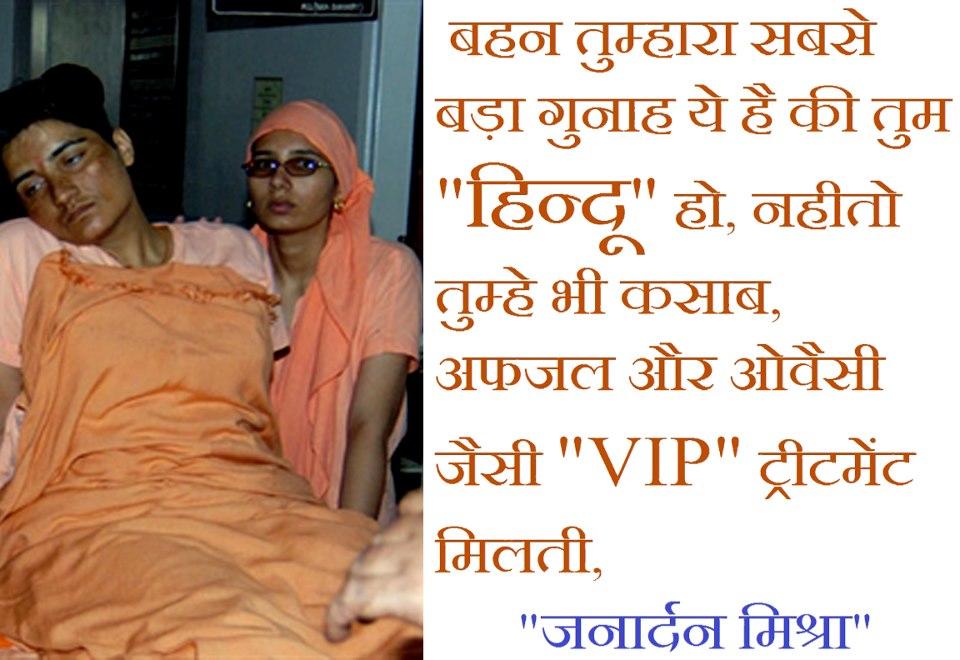 बहन तुम्हारा सबसे
बड़ा गुनाह ये है की तुम
"हिन्दू" हो, नहीतो
तुम्हे भी कसाब,
अफजल और ओवैसी
जैसी "VIP" ट्रीटमेंट
मिलती,
"जनार्दन मिश्रा"